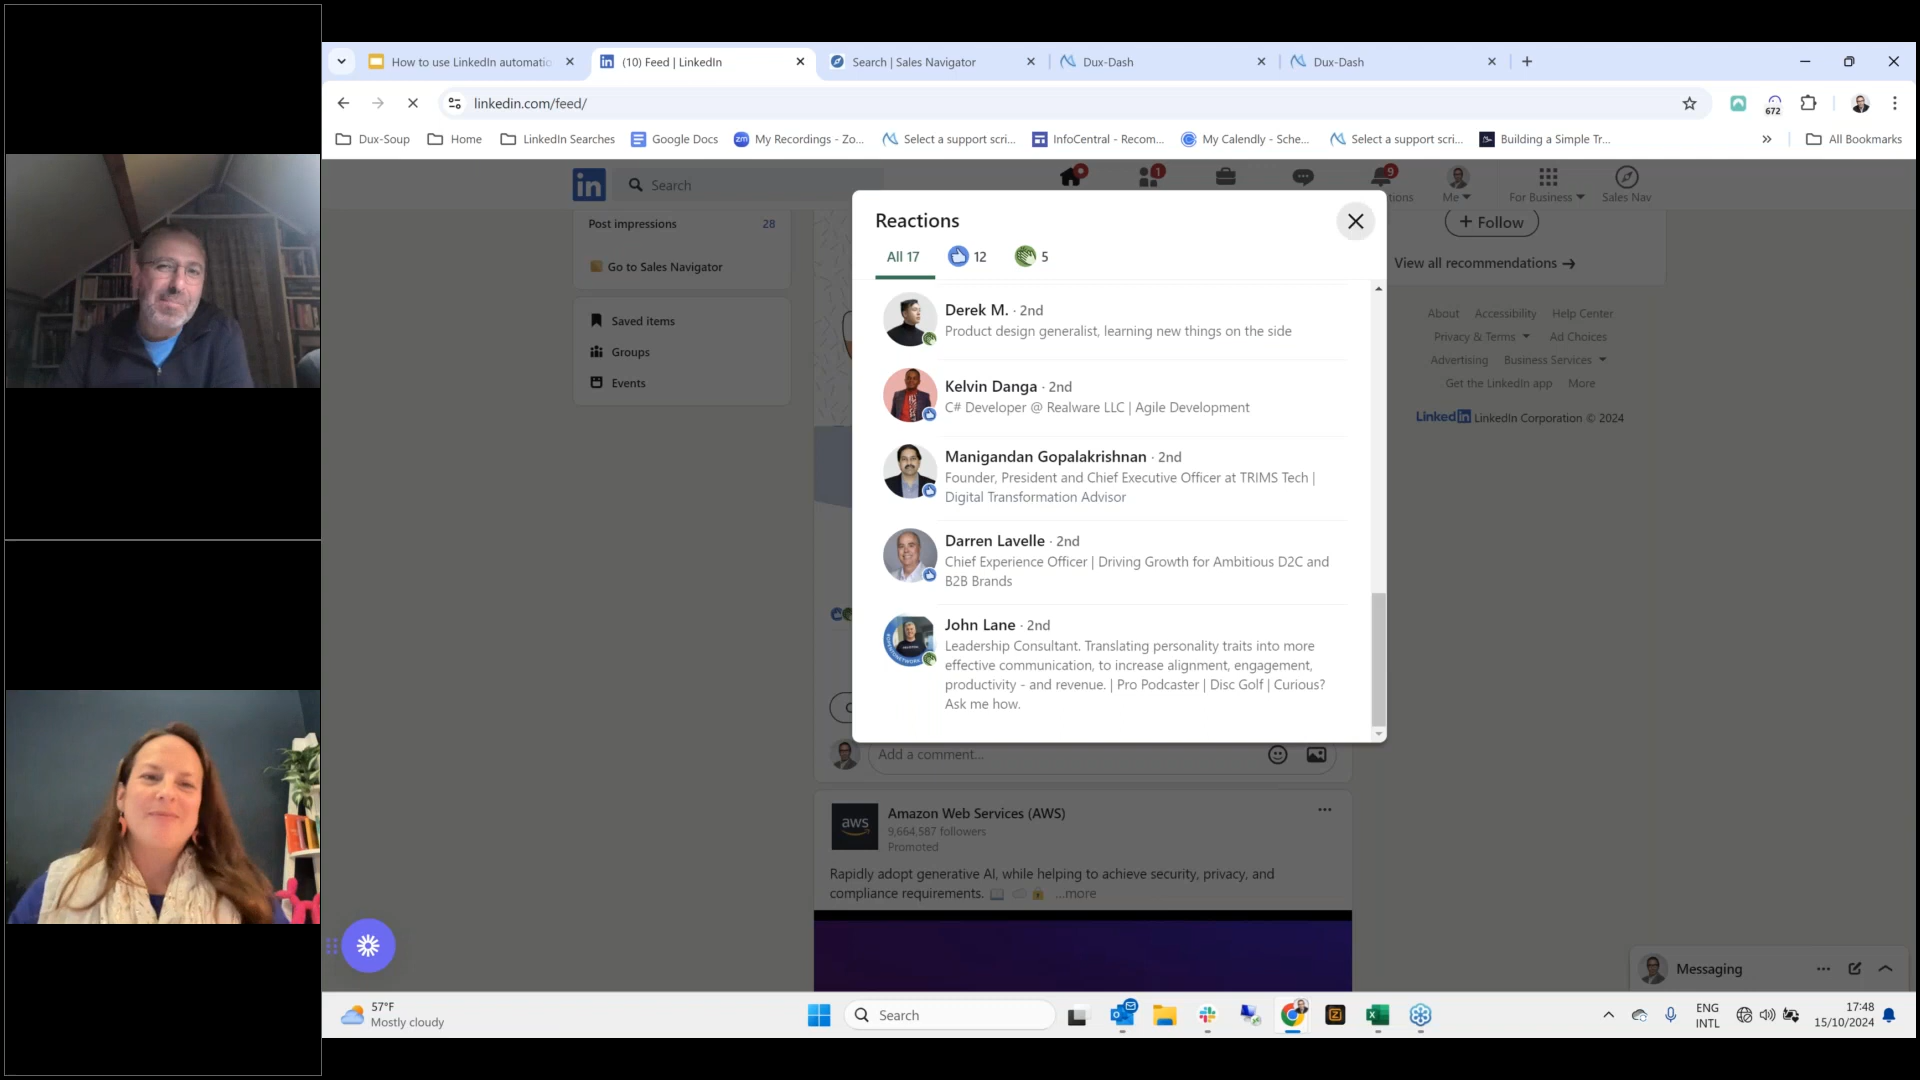 How to use LinkedIn automatio
(10) Feed | LinkedIn
Search | Sales Navigator
Dux-Dash
Dux-Dash
linkedin.com/feed/
672
Dux-Soup
Home
LinkedIn Searches
Google Docs
zm
My Recordings - Zo...
Select a support scri...
InfoCentral - Recom...
My Calendly - Sche...
Select a support scri...
Building a Simple Tr...
All Bookmarks
in
Search
1
9
tions
Me
For Business
Sales Nav
Post impressions 28
Go to Sales Navigator
Saved items
Groups
Events
Reactions
All 17
12
5
Derek M. · 2nd
Product design generalist, learning new things on the side
Kelvin Danga · 2nd
C# Developer @ Realware LLC | Agile Development
Manigandan Gopalakrishnan · 2nd
Founder, President and Chief Executive Officer at TRIMS Tech |
Digital Transformation Advisor
Darren Lavelle · 2nd
Chief Experience Officer | Driving Growth for Ambitious D2C and
B2B Brands
John Lane · 2nd
Leadership Consultant. Translating personality traits into more
effective communication, to increase alignment, engagement,
productivity - and revenue. | Pro Podcaster | Disc Golf | Curious?
Ask me how.
+ Follow
View all recommendations →
About Accessibility Help Center
Privacy & Terms Ad Choices
Advertising Business Services
Get the LinkedIn app More
LinkedIn LinkedIn Corporation © 2024
Add a comment...
aws
Amazon Web Services (AWS)
9,664,587 followers
Promoted
Rapidly adopt generative AI, while helping to achieve security, privacy, and
compliance requirements. 📖 ☁️ 🔒 ...more
Messaging
57°F
Mostly cloudy
Search
ENG
INTL
17:48
15/10/2024